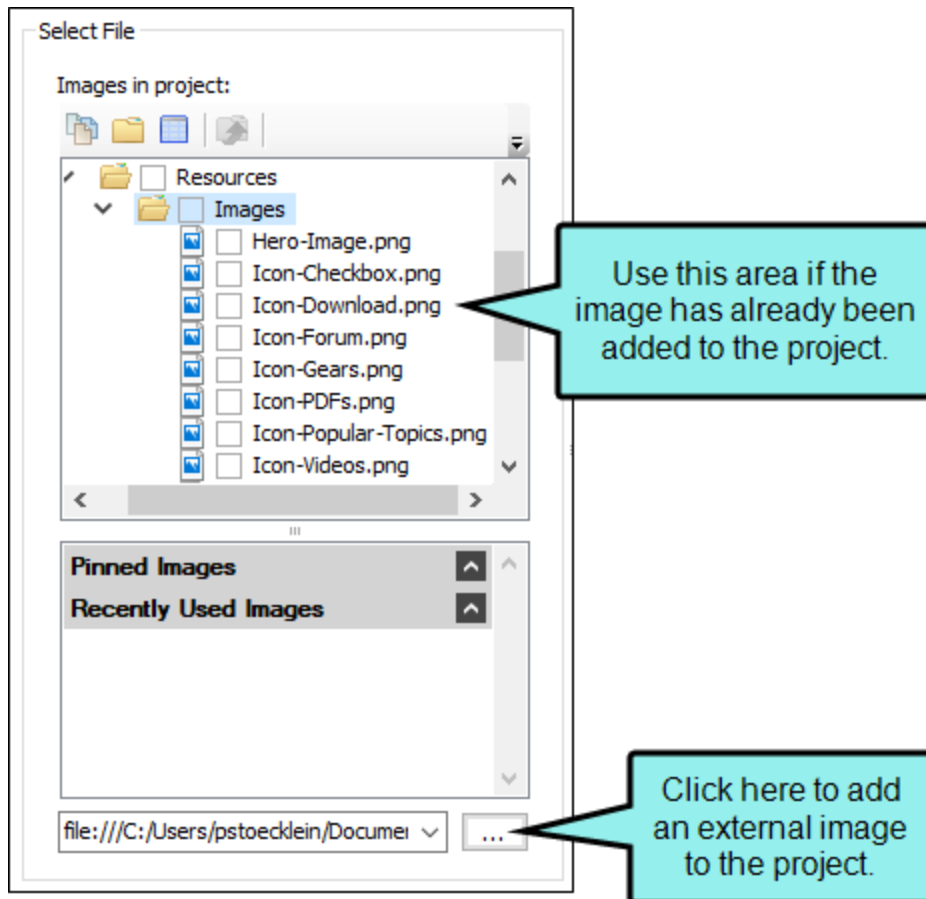 Select File
Images in project:
Resources
Images
Hero-Image.png
Icon-Checkbox.png
Icon-Download.png
Icon-Forum.png
Icon-Gears.png
Icon-PDFs.png
Icon-Popular-Topics.png
Icon-Videos.png
Use this area if the
image has already been
added to the project.
Pinned Images
Recently Used Images
file:///C:/Users/pstoecklein/Documer
...
Click here to add
an external image
to the project.